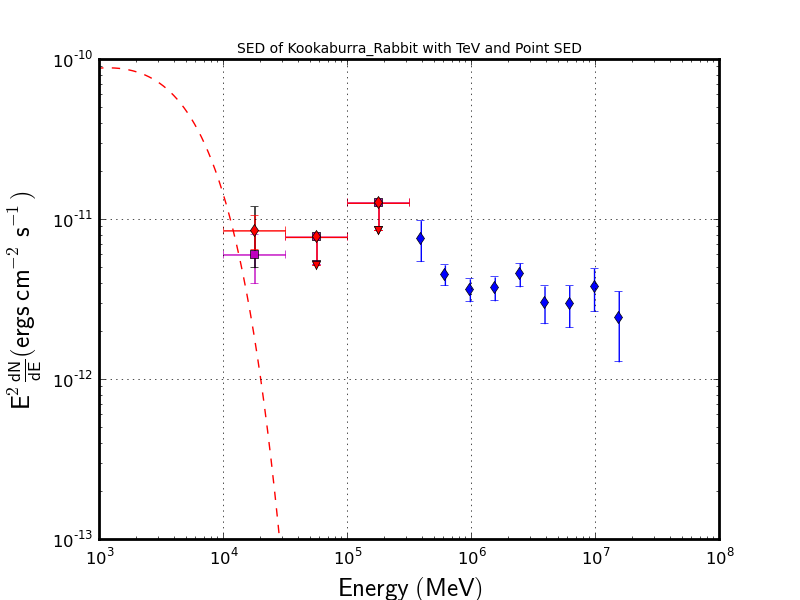 SED of Kookaburra_Rabbit with TeV and Point SED
10^-10
10^-11
10^-12
10^-13
E^2 dN/dE (ergs cm^-2 s^-1)
10^3 10^4 10^5 10^6 10^7 10^8
Energy (MeV)